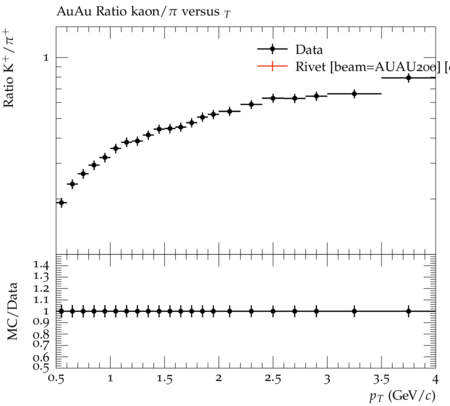 AuAu Ratio kaon/π versus T
Ratio K⁺/π⁺
1
Data
Rivet [beam=AUAU200] [
MC/Data
1.4
1.3
1.2
1.1
1
0.9
0.8
0.7
0.6
0.5
0.5 1 1.5 2 2.5 3 3.5 4
pT (GeV/c)